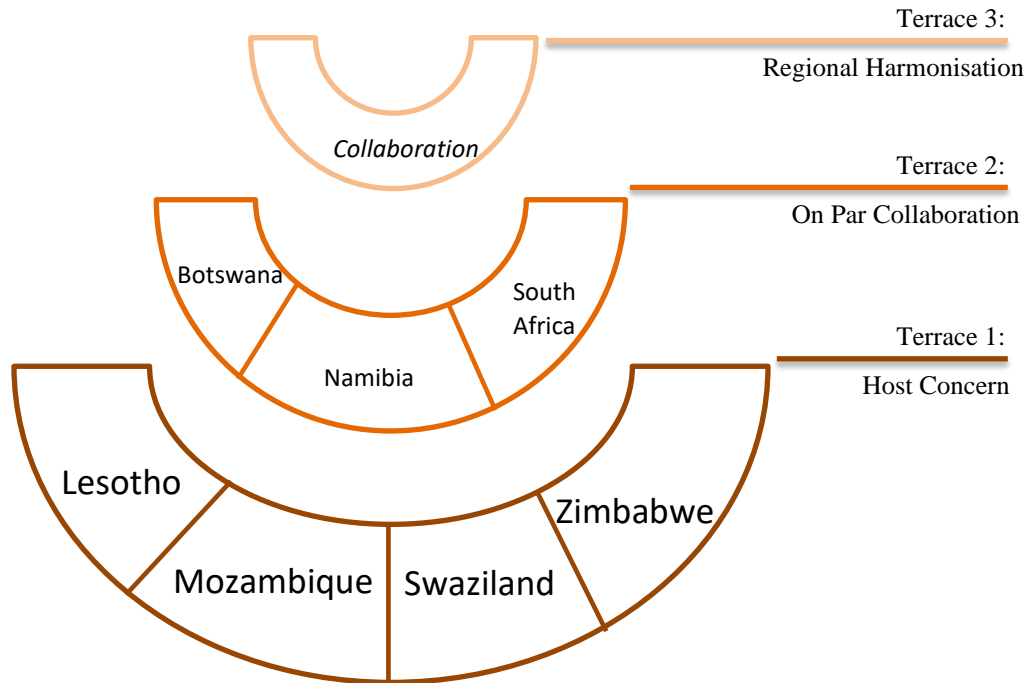 Terrace 3:
Regional Harmonisation
Collaboration
Terrace 2:
On Par Collaboration
Botswana
Namibia
South
Africa
Terrace 1:
Host Concern
Lesotho
Mozambique
Swaziland
Zimbabwe